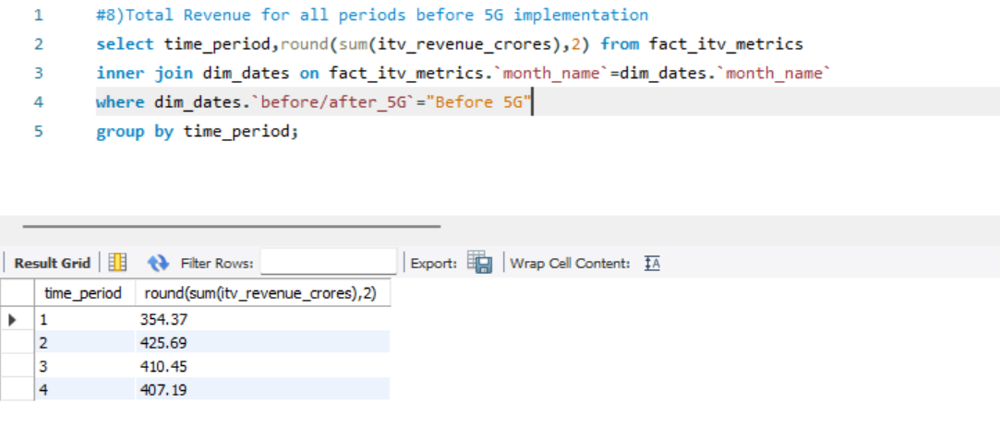 1 #8)Total Revenue for all periods before 5G implementation
2 select time_period,round(sum(itv_revenue_crores),2) from fact_itv_metrics
3 inner join dim_dates on fact_itv_metrics.`month_name`=dim_dates.`month_name`
4 where dim_dates.`before/after_5G`="Before 5G"
5 group by time_period;
Result Grid Filter Rows: Export: Wrap Cell Content: IA
time_period round(sum(itv_revenue_crores),2)
1 354.37
2 425.69
3 410.45
4 407.19